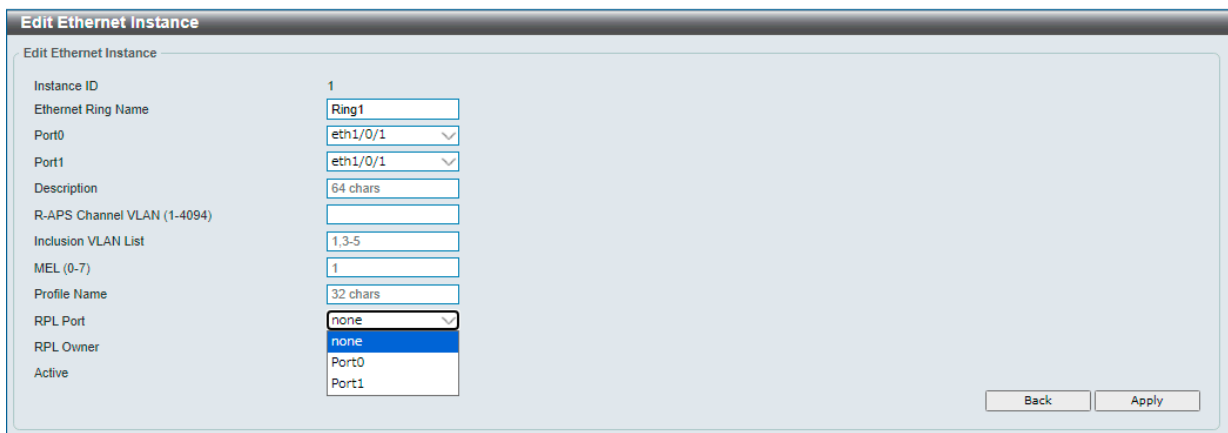 Edit Ethernet Instance
Edit Ethernet Instance
Instance ID 1
Ethernet Ring Name Ring1
Port0 eth1/0/1
Port1 eth1/0/1
Description 64 chars
R-APS Channel VLAN (1-4094)
Inclusion VLAN List 1,3-5
MEL (0-7) 1
Profile Name 32 chars
RPL Port none
RPL Owner none
Port0
Active Port1
Back Apply